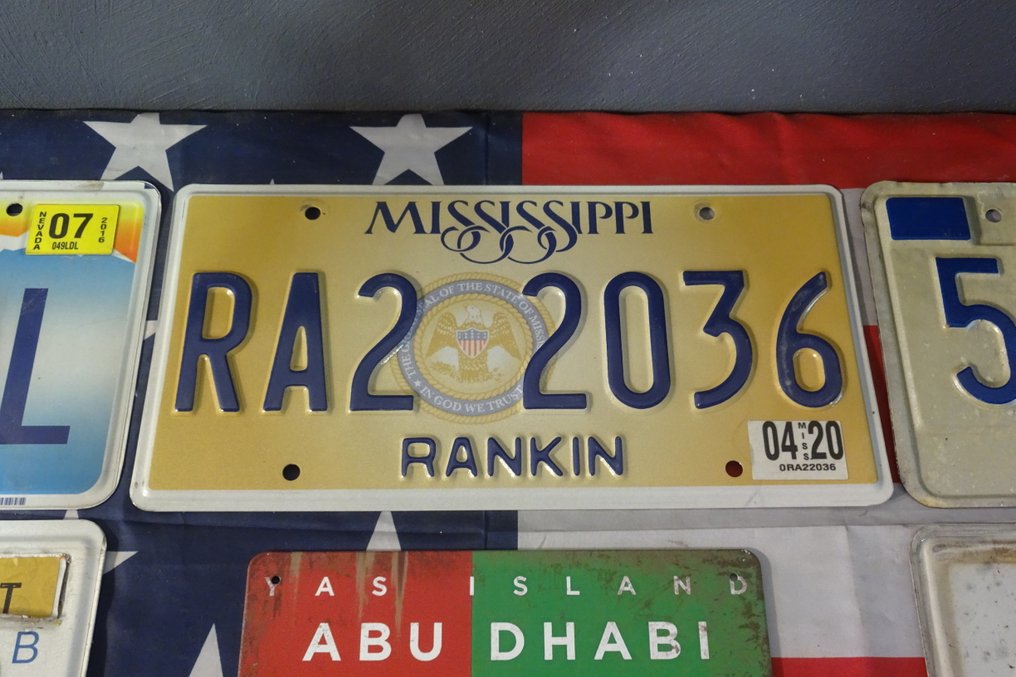 NEVADA
07
2016
049LDL
L
MISSISSIPPI
RA2 2036
THE GREAT SEAL OF THE STATE OF MISSISSIPPI
IN GOD WE TRUST
RANKIN
04 MISS 20
0RA22036
5
T
B
YAS ISLAND
ABU DHABI